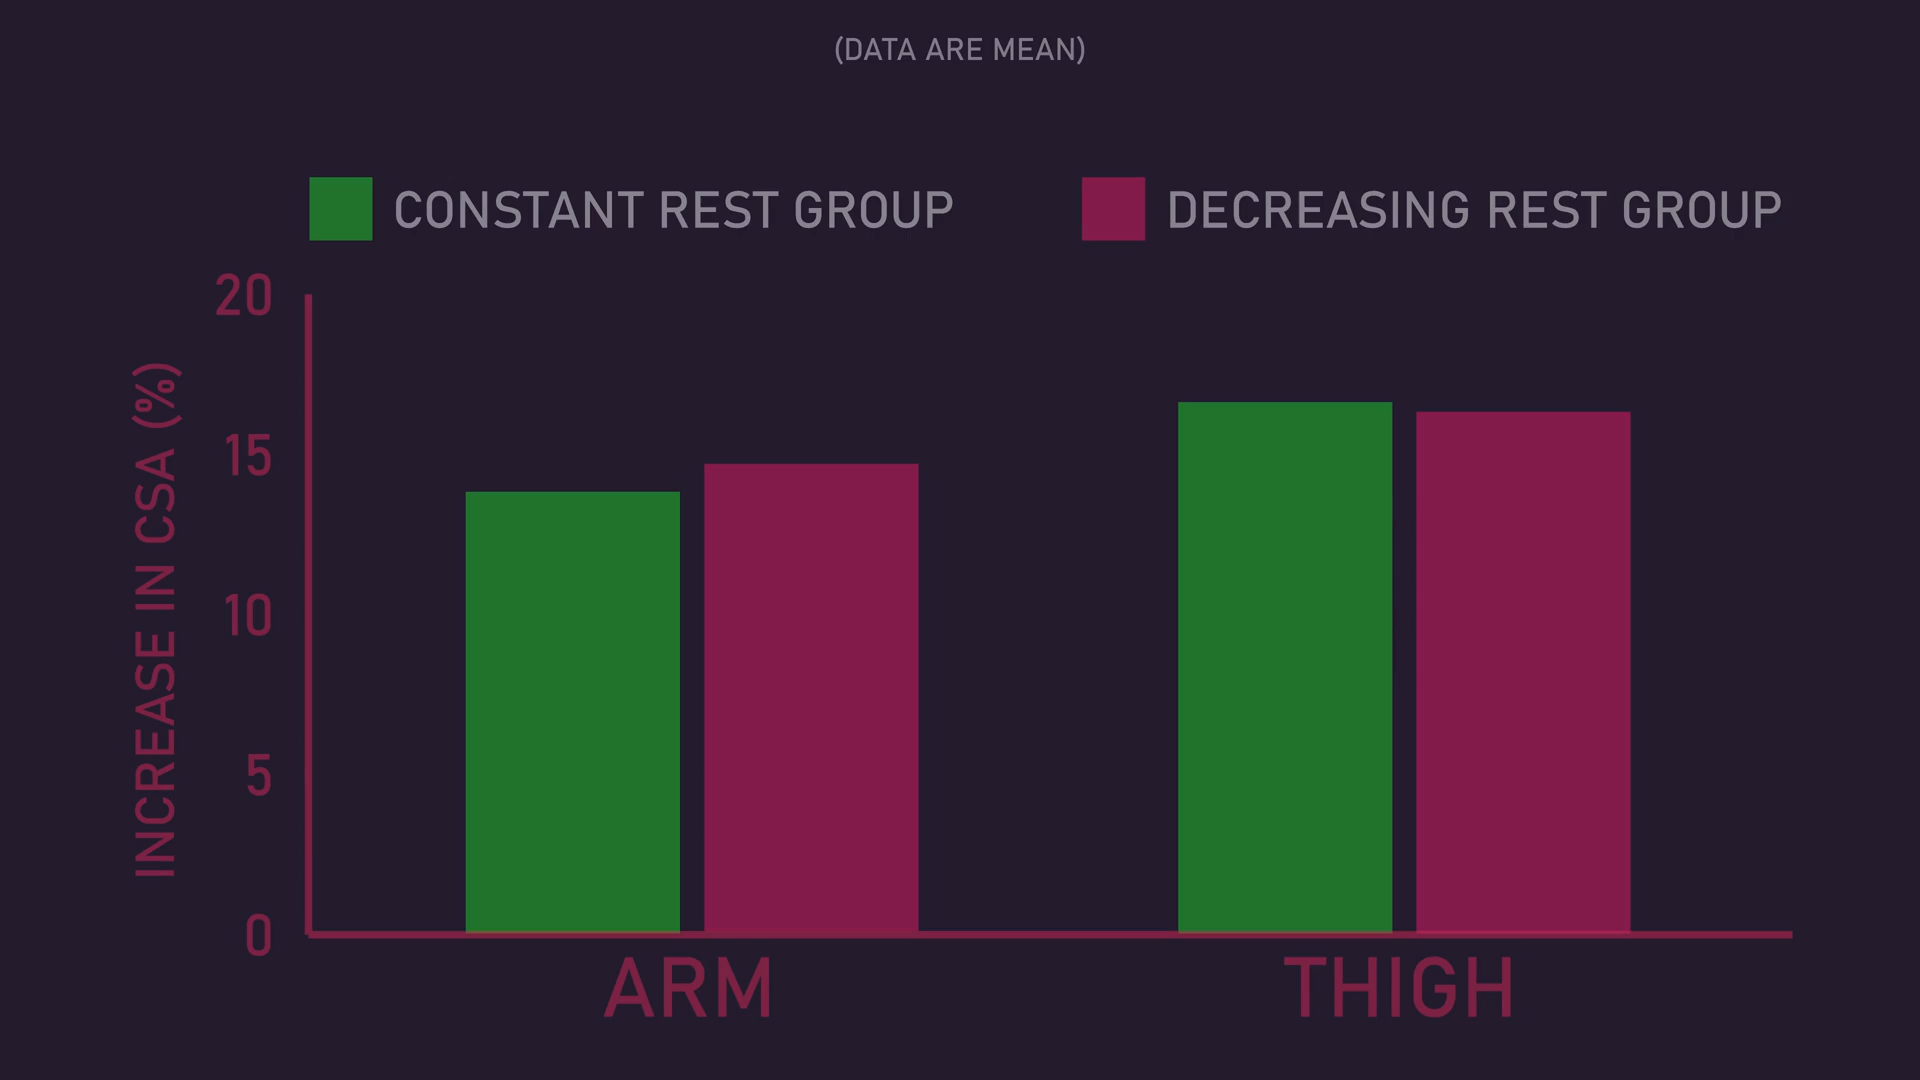 (DATA ARE MEAN)
CONSTANT REST GROUP
DECREASING REST GROUP
INCREASE IN CSA (%)
20
15
10
5
0
ARM
THIGH